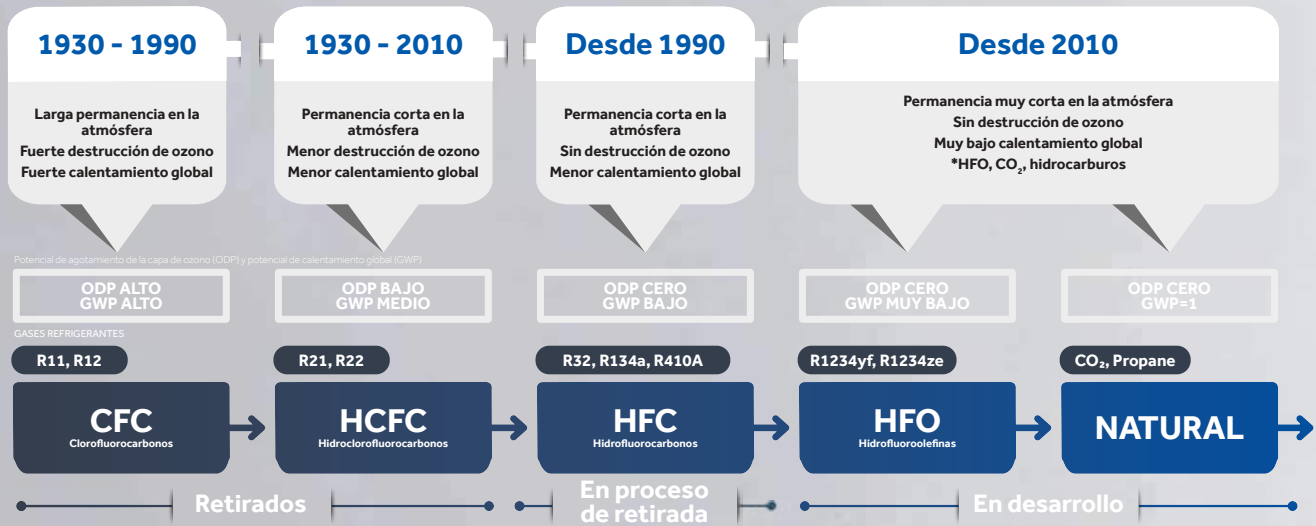 1930 - 1990
1930 - 2010
Desde 1990
Desde 2010
Larga permanencia en la
atmósfera
Fuerte destrucción de ozono
Fuerte calentamiento global
Permanencia corta en la
atmósfera
Menor destrucción de ozono
Menor calentamiento global
Permanencia corta en la
atmósfera
Sin destrucción de ozono
Menor calentamiento global
Permanencia muy corta en la atmósfera
Sin destrucción de ozono
Muy bajo calentamiento global
*HFO, CO₂, hidrocarburos
Potencial de agotamiento de la capa de ozono (ODP) y potencial de calentamiento global (GWP)
ODP ALTO
GWP ALTO
ODP BAJO
GWP MEDIO
ODP CERO
GWP BAJO
ODP CERO
GWP MUY BAJO
ODP CERO
GWP=1
GASES REFRIGERANTES
R11, R12
R21, R22
R32, R134a, R410A
R1234yf, R1234ze
CO₂, Propane
CFC
Clorofluorocarbonos
HCFC
Hidroclorofluorocarbonos
HFC
Hidrofluorocarbonos
HFO
Hidrofluoroolefinas
NATURAL
Retirados
En proceso
de retirada
En desarrollo